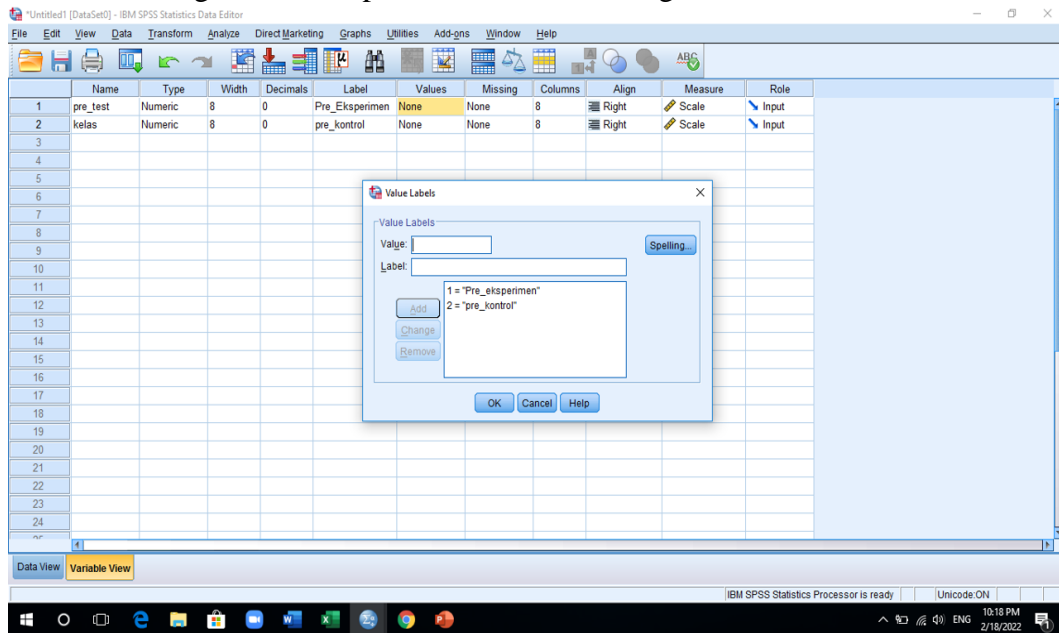 *Untitled1 [DataSet0] - IBM SPSS Statistics Data Editor
File Edit View Data Transform Analyze Direct Marketing Graphs Utilities Add-ons Window Help
ABC
Name Type Width Decimals Label Values Missing Columns Align Measure Role
1 pre_test Numeric 8 0 Pre_Eksperimen None None 8 Right Scale Input
2 kelas Numeric 8 0 pre_kontrol None None 8 Right Scale Input
3
4
5
6
7
8
9
10
11
12
13
14
15
16
17
18
19
20
21
22
23
24
Value Labels
Value Labels
Value:
Spelling...
Label:
1 = "Pre_eksperimen"
2 = "pre_kontrol"
Add
Change
Remove
OK Cancel Help
Data View Variable View
IBM SPSS Statistics Processor is ready Unicode:ON
ENG 10:18 PM
2/18/2022